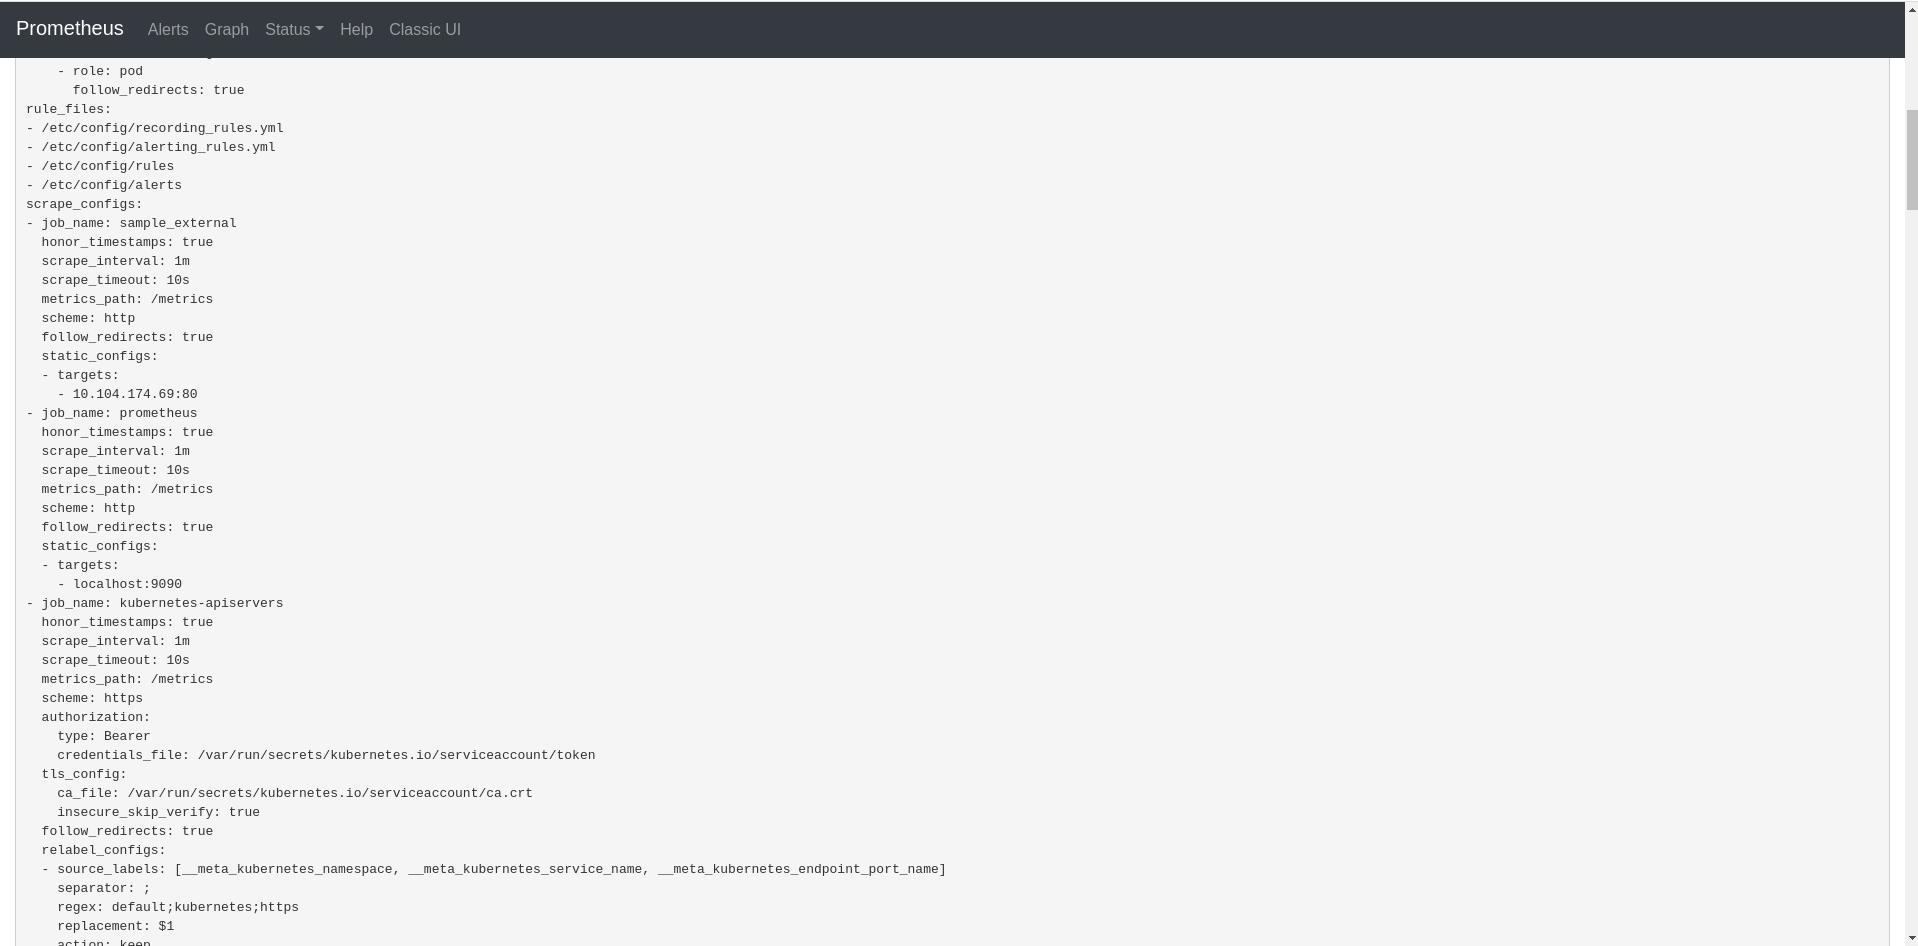 Prometheus Alerts Graph Status Help Classic UI
    - role: pod
      follow_redirects: true
rule_files:
- /etc/config/recording_rules.yml
- /etc/config/alerting_rules.yml
- /etc/config/rules
- /etc/config/alerts
scrape_configs:
- job_name: sample_external
  honor_timestamps: true
  scrape_interval: 1m
  scrape_timeout: 10s
  metrics_path: /metrics
  scheme: http
  follow_redirects: true
  static_configs:
  - targets:
    - 10.104.174.69:80
- job_name: prometheus
  honor_timestamps: true
  scrape_interval: 1m
  scrape_timeout: 10s
  metrics_path: /metrics
  scheme: http
  follow_redirects: true
  static_configs:
  - targets:
    - localhost:9090
- job_name: kubernetes-apiservers
  honor_timestamps: true
  scrape_interval: 1m
  scrape_timeout: 10s
  metrics_path: /metrics
  scheme: https
  authorization:
    type: Bearer
    credentials_file: /var/run/secrets/kubernetes.io/serviceaccount/token
  tls_config:
    ca_file: /var/run/secrets/kubernetes.io/serviceaccount/ca.crt
    insecure_skip_verify: true
  follow_redirects: true
  relabel_configs:
  - source_labels: [__meta_kubernetes_namespace, __meta_kubernetes_service_name, __meta_kubernetes_endpoint_port_name]
    separator: ;
    regex: default;kubernetes;https
    replacement: $1
    action: keep